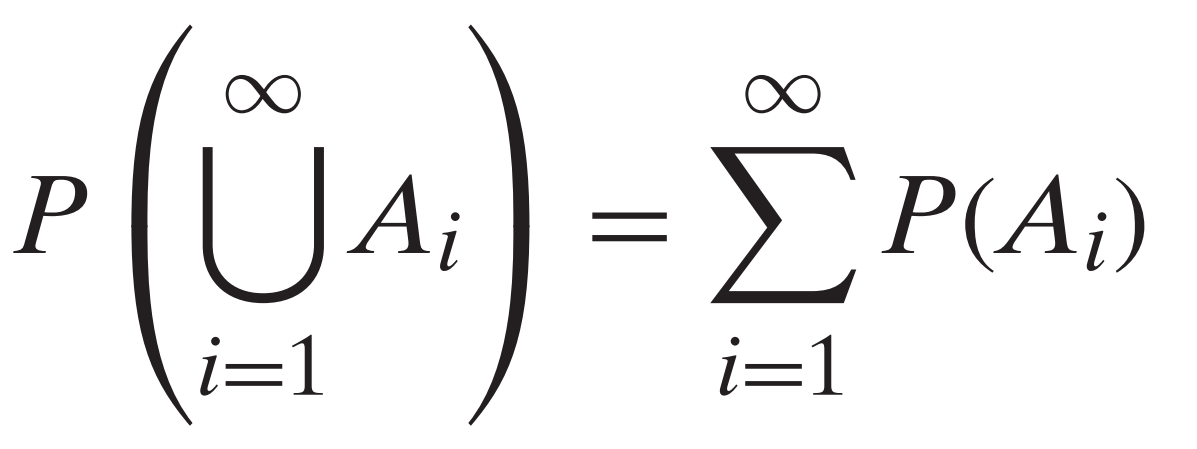 P(⋃_{i=1}^{∞} A_i) = ∑_{i=1}^{∞} P(A_i)